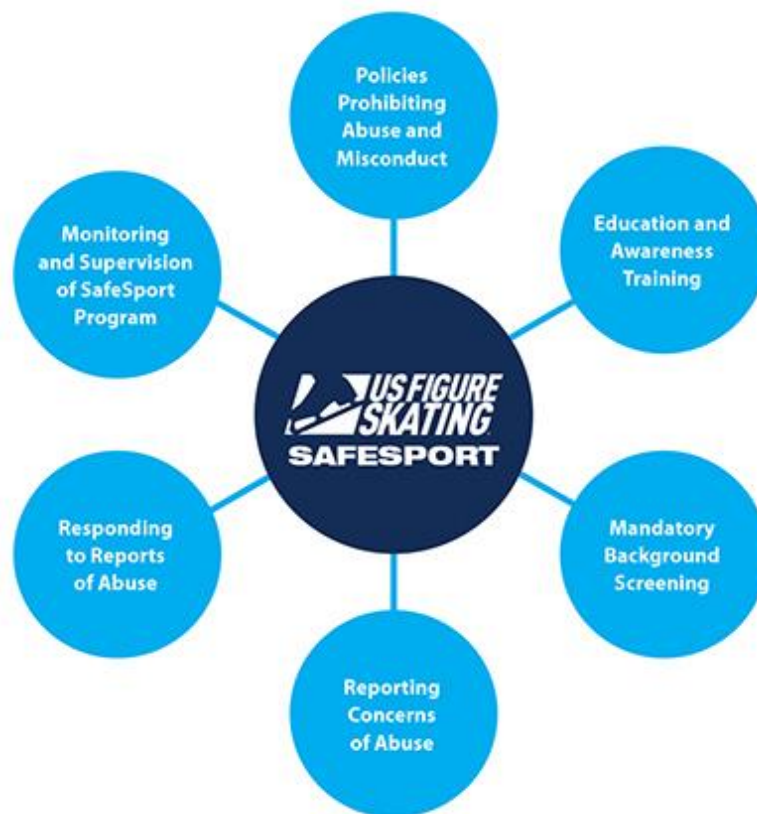 Policies
Prohibiting
Abuse and
Misconduct
Education and
Awareness
Training
Mandatory
Background
Screening
Reporting
Concerns
of Abuse
Responding
to Reports
of Abuse
Monitoring
and Supervision
of SafeSport
Program
US FIGURE
SKATING
SAFESPORT